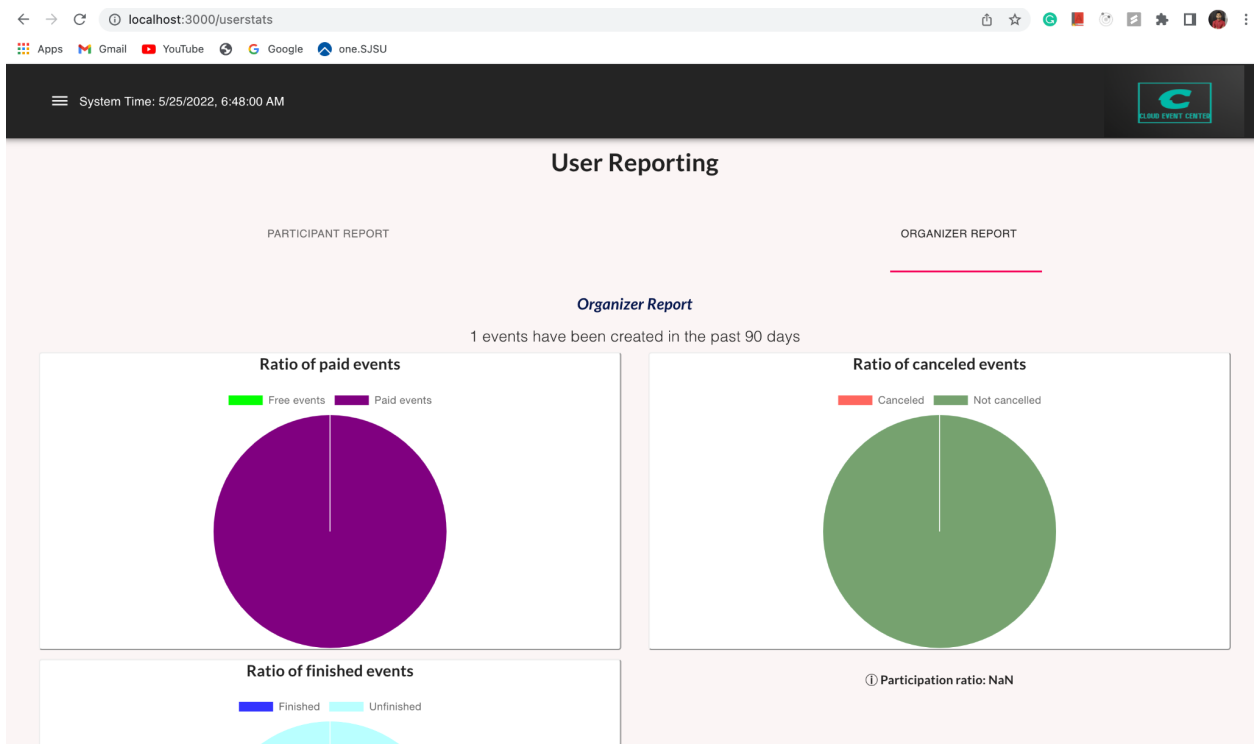 localhost:3000/userstats
Apps Gmail YouTube Google one.SJSU
System Time: 5/25/2022, 6:48:00 AM
CLOUD EVENT CENTER
User Reporting
PARTICIPANT REPORT
ORGANIZER REPORT
Organizer Report
1 events have been created in the past 90 days
Ratio of paid events
Free events Paid events
Ratio of canceled events
Canceled Not cancelled
Ratio of finished events
Finished Unfinished
Participation ratio: NaN